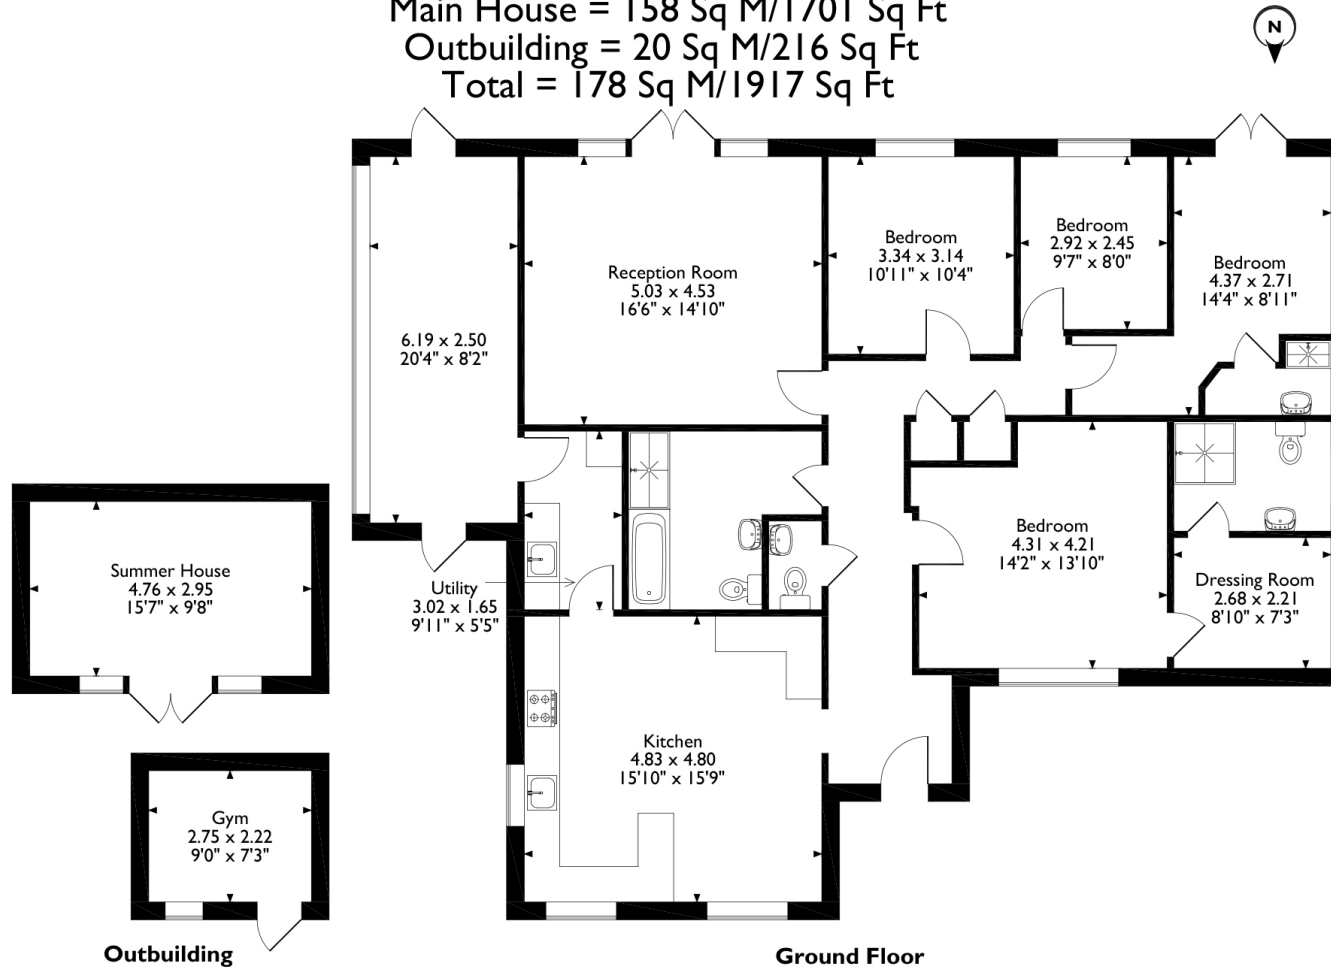 Main House = 158 Sq M/1701 Sq Ft
Outbuilding = 20 Sq M/216 Sq Ft
Total = 178 Sq M/1917 Sq Ft
N
Reception Room
5.03 x 4.53
16'6" x 14'10"
Bedroom
3.34 x 3.14
10'11" x 10'4"
Bedroom
2.92 x 2.45
9'7" x 8'0"
Bedroom
4.37 x 2.71
14'4" x 8'11"
6.19 x 2.50
20'4" x 8'2"
Summer House
4.76 x 2.95
15'7" x 9'8"
Utility
3.02 x 1.65
9'11" x 5'5"
Bedroom
4.31 x 4.21
14'2" x 13'10"
Dressing Room
2.68 x 2.21
8'10" x 7'3"
Kitchen
4.83 x 4.80
15'10" x 15'9"
Gym
2.75 x 2.22
9'0" x 7'3"
Outbuilding
Ground Floor